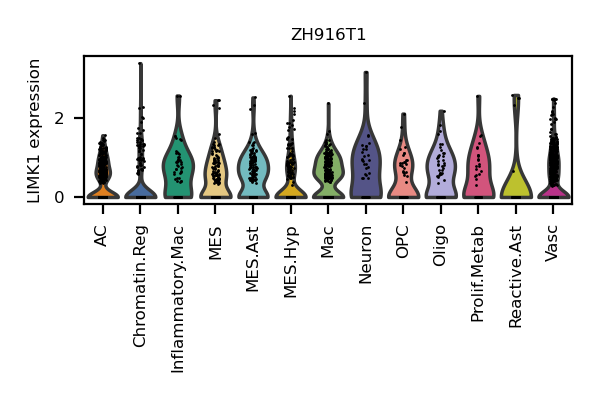 ZH916T1
LIMK1 expression
2
0
AC
Chromatin.Reg
Inflammatory.Mac
MES
MES.Ast
MES.Hyp
Mac
Neuron
OPC
Oligo
Prolif.Metab
Reactive.Ast
Vasc